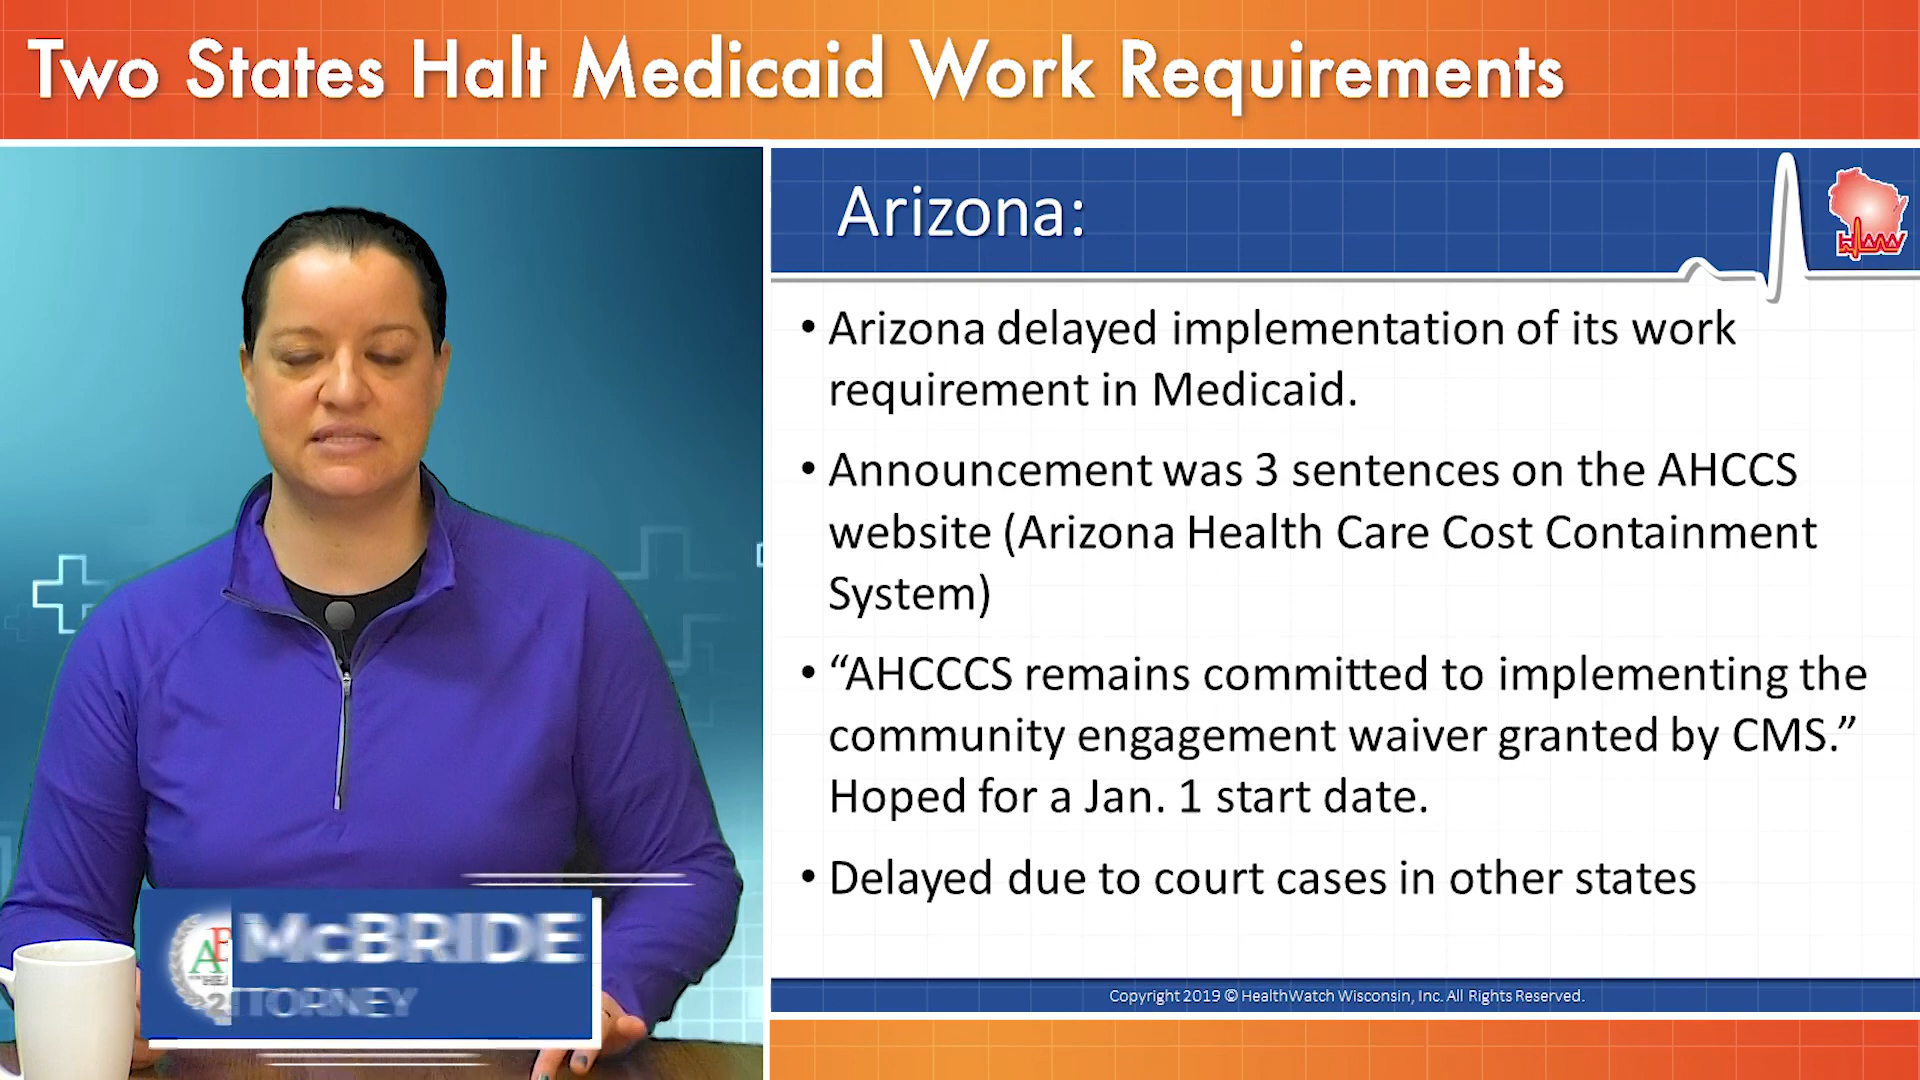 Two States Halt Medicaid Work Requirements
Arizona:
• Arizona delayed implementation of its work
requirement in Medicaid.
• Announcement was 3 sentences on the AHCCS
website (Arizona Health Care Cost Containment
System)
• “AHCCCS remains committed to implementing the
community engagement waiver granted by CMS.”
Hoped for a Jan. 1 start date.
• Delayed due to court cases in other states
McBRIDE
Copyright 2019 © HealthWatch Wisconsin, Inc. All Rights Reserved.